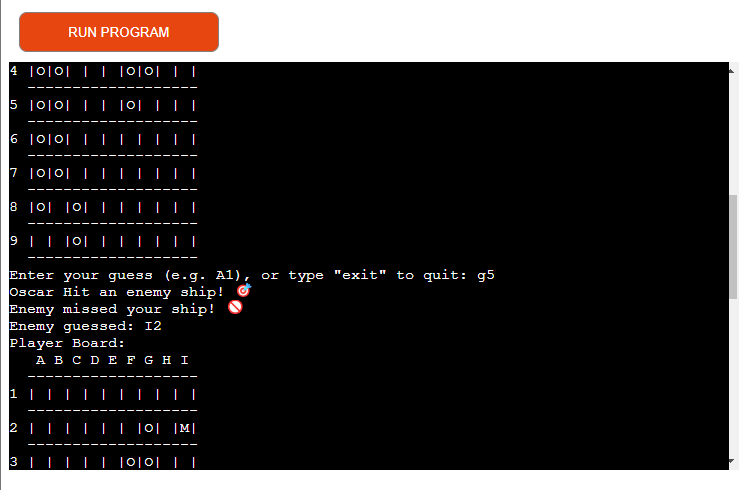 RUN PROGRAM
4 |O|O| | | |O|O| | |
  -------------------
5 |O|O| | | |O| | | |
  -------------------
6 |O|O| | | | | | | |
  -------------------
7 |O|O| | | | | | | |
  -------------------
8 |O| |O| | | | | | |
  -------------------
9 | | |O| | | | | | |
  -------------------
Enter your guess (e.g. A1), or type "exit" to quit: g5
Oscar Hit an enemy ship! 🎯
Enemy missed your ship! 🚫
Enemy guessed: I2
Player Board:
   A B C D E F G H I
  -------------------
1 | | | | | | | | | |
  -------------------
2 | | | | | | |O| |M|
  -------------------
3 | | | | | |O|O| | |